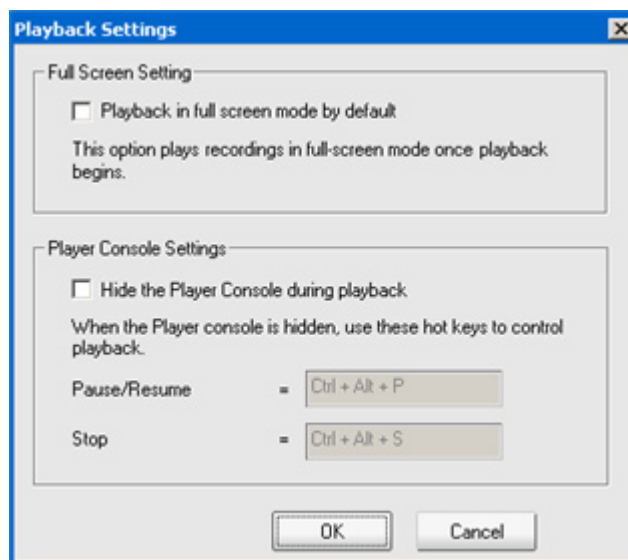 Playback Settings
Full Screen Setting
Playback in full screen mode by default
This option plays recordings in full-screen mode once playback
begins.
Player Console Settings
Hide the Player Console during playback
When the Player console is hidden, use these hot keys to control
playback.
Pause/Resume = Ctrl + Alt + P
Stop = Ctrl + Alt + S
OK Cancel